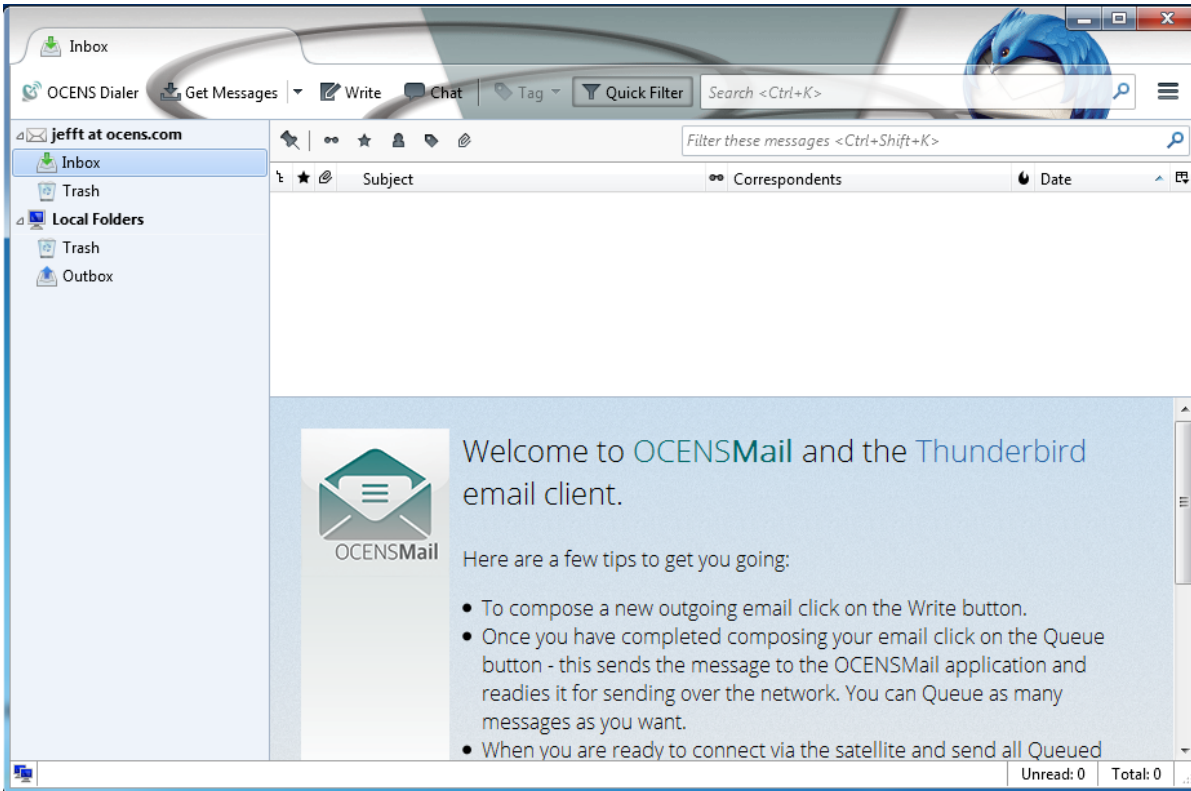 Inbox
OCENS Dialer Get Messages Write Chat Tag Quick Filter Search <Ctrl+K>
jefft at ocens.com
Inbox
Trash
Local Folders
Trash
Outbox
Filter these messages <Ctrl+Shift+K>
Subject Correspondents Date
OCENSMail
Welcome to OCENSMail and the Thunderbird
email client.
Here are a few tips to get you going:
• To compose a new outgoing email click on the Write button.
• Once you have completed composing your email click on the Queue
button - this sends the message to the OCENSMail application and
readies it for sending over the network. You can Queue as many
messages as you want.
• When you are ready to connect via the satellite and send all Queued
Unread: 0 Total: 0